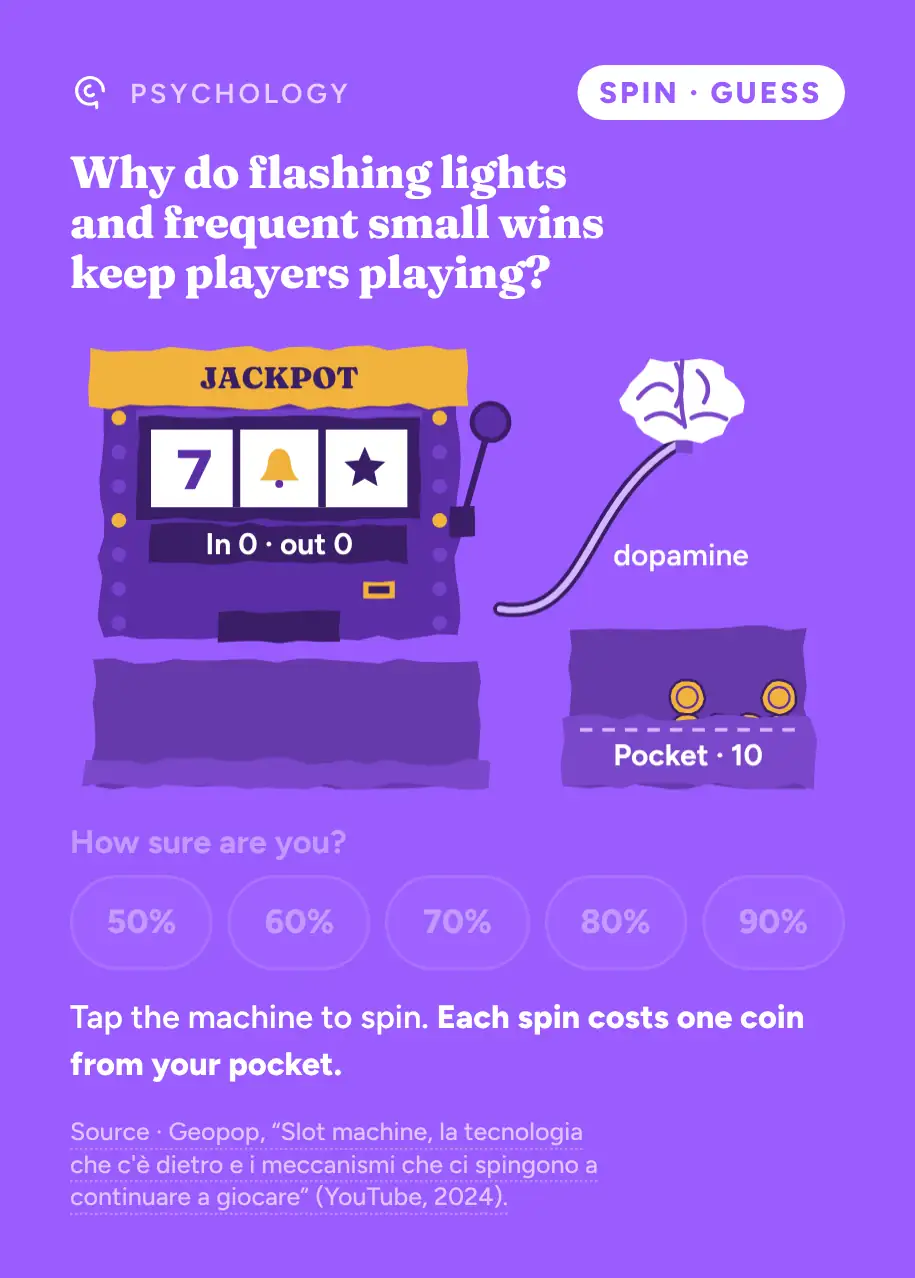 PSYCHOLOGY
SPIN · GUESS
Why do flashing lights
and frequent small wins
keep players playing?
JACKPOT
7
In 0 · out 0
dopamine
Pocket · 10
How sure are you?
50% 60% 70% 80% 90%
Tap the machine to spin. Each spin costs one coin
from your pocket.
Source · Geopop, “Slot machine, la tecnologia
che c'è dietro e i meccanismi che ci spingono a
continuare a giocare” (YouTube, 2024).